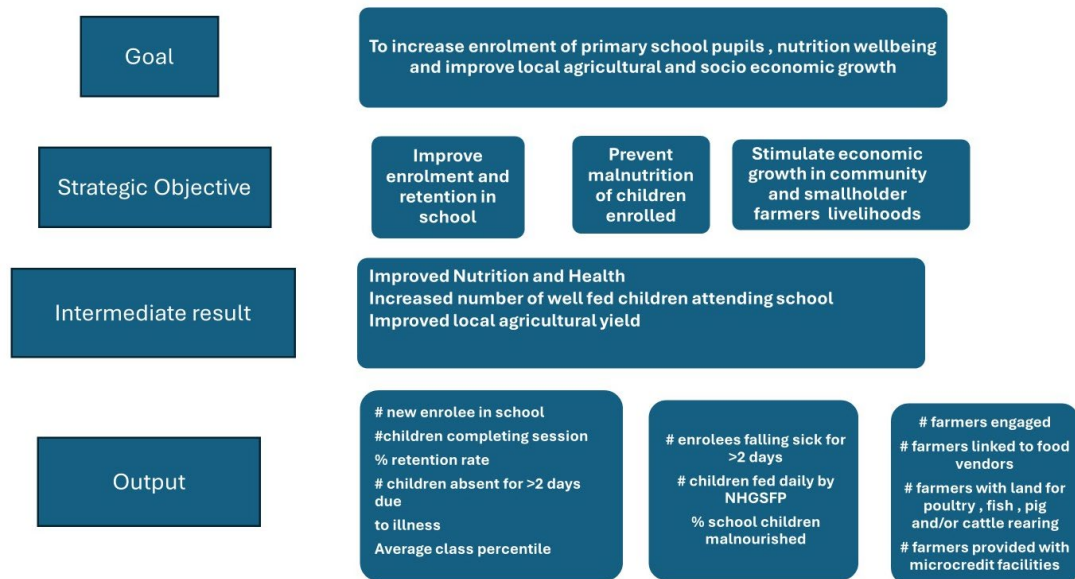 Goal
To increase enrolment of primary school pupils , nutrition wellbeing
and improve local agricultural and socio economic growth
Strategic Objective
Improve
enrolment and
retention in
school
Prevent
malnutrition
of children
enrolled
Stimulate economic
growth in community
and smallholder
farmers livelihoods
Intermediate result
Improved Nutrition and Health
Increased number of well fed children attending school
Improved local agricultural yield
Output
# new enrolee in school
#children completing session
% retention rate
# children absent for >2 days due
to illness
Average class percentile
# enrolees falling sick for
>2 days
# children fed daily by
NHGSFP
% school children
malnourished
# farmers engaged
# farmers linked to food
vendors
# farmers with land for
poultry , fish , pig
and/or cattle rearing
# farmers provided with
microcredit facilities